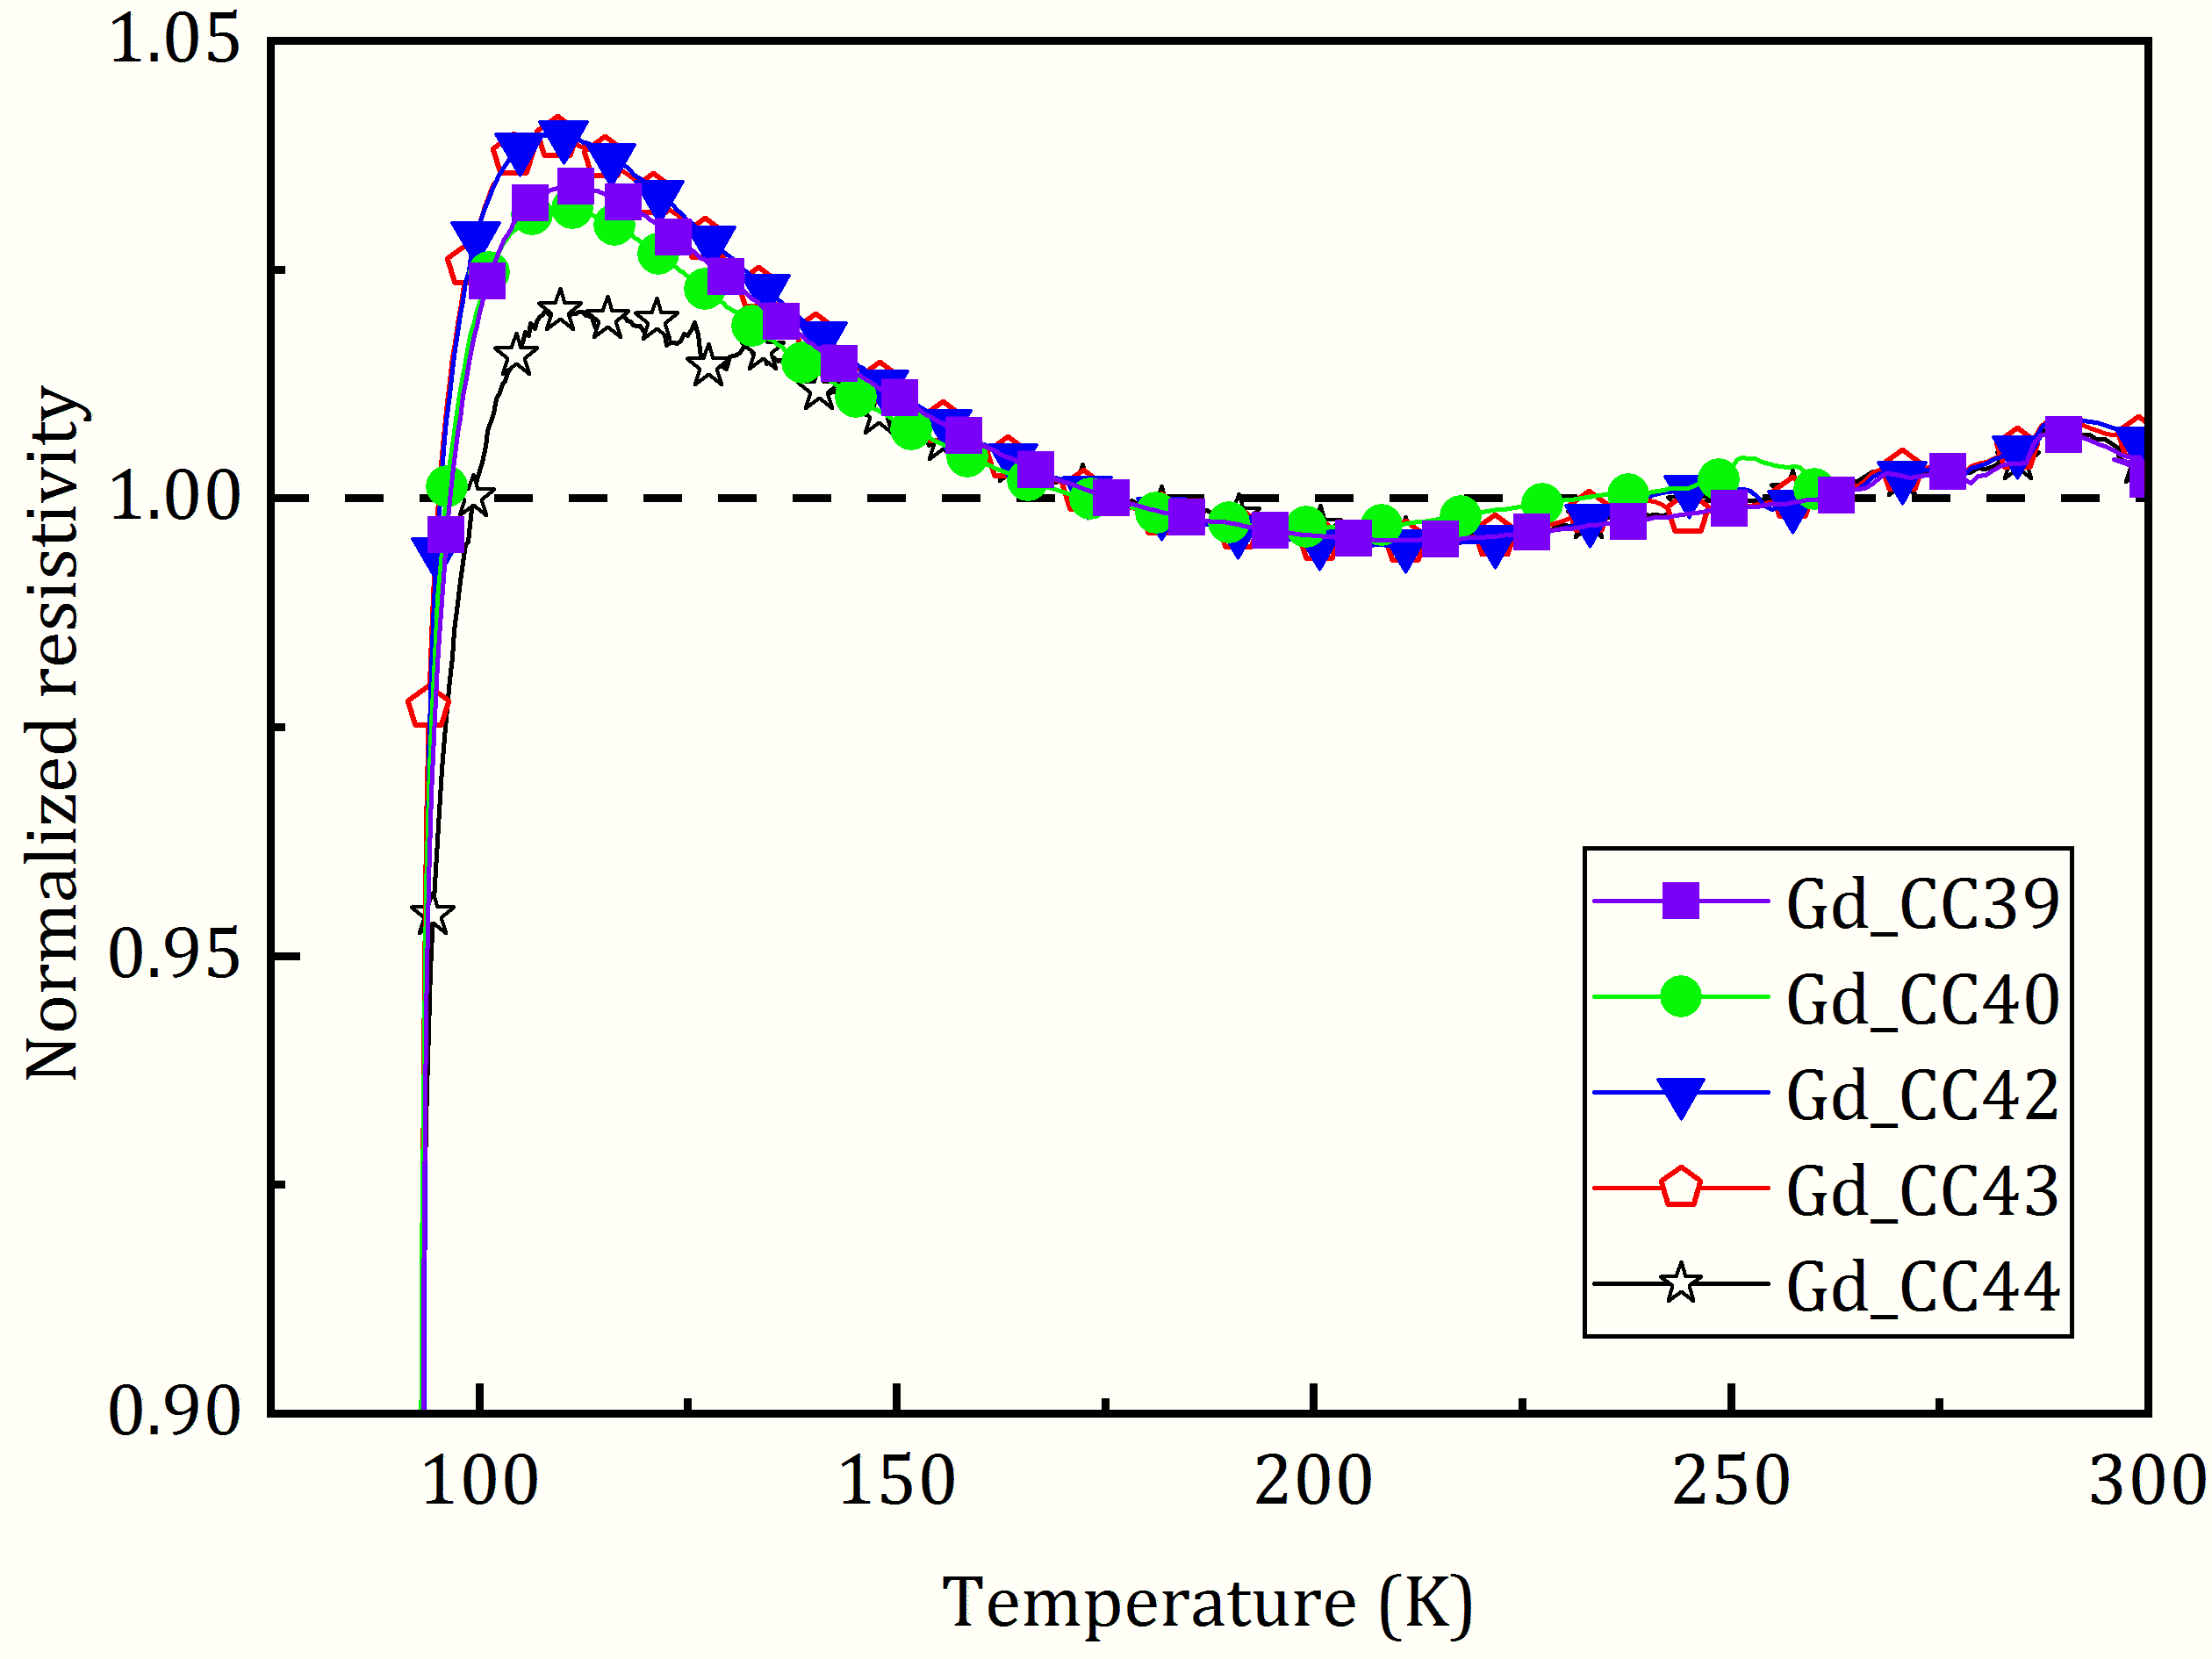 1.05
1.00
0.95
0.90
Normalized resistivity
Gd_CC39
Gd_CC40
Gd_CC42
Gd_CC43
Gd_CC44
100 150 200 250 300
Temperature (K)